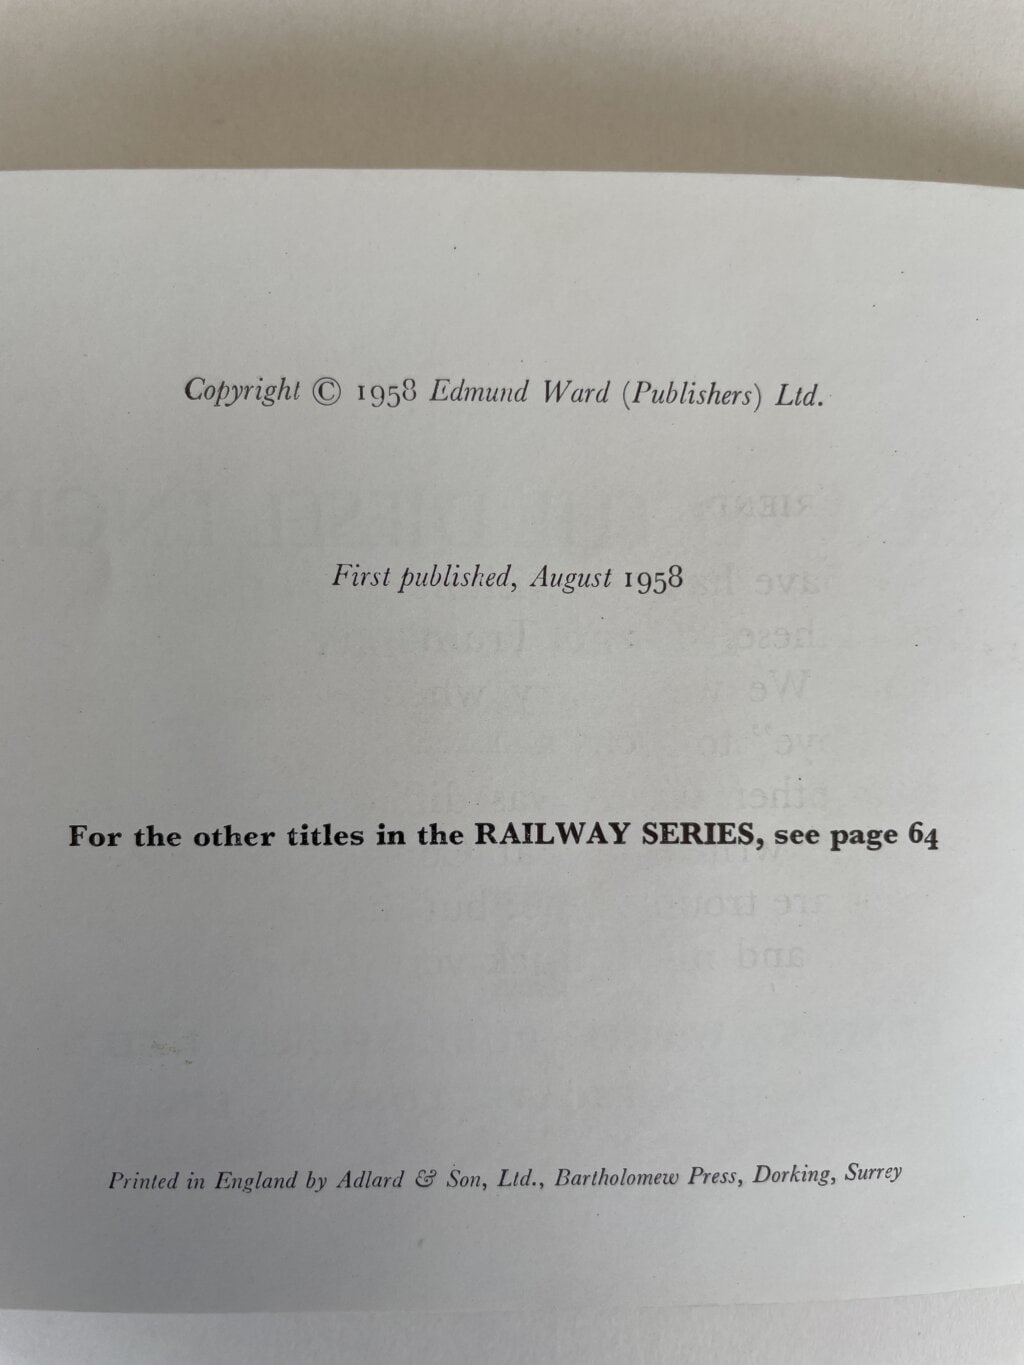 Copyright © 1958 Edmund Ward (Publishers) Ltd.
First published, August 1958
For the other titles in the RAILWAY SERIES, see page 64
Printed in England by Adlard & Son, Ltd., Bartholomew Press, Dorking, Surrey